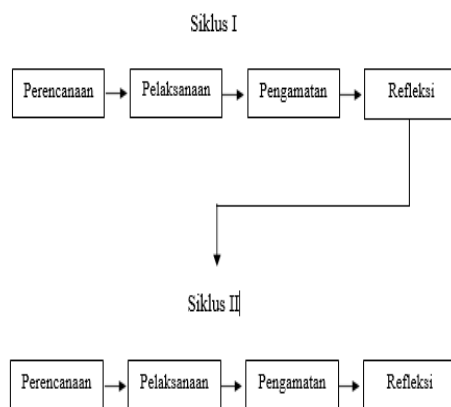 Siklus I
Perencanaan Pelaksanaan Pengamatan Refleksi
Siklus II
Perencanaan Pelaksanaan Pengamatan Refleksi